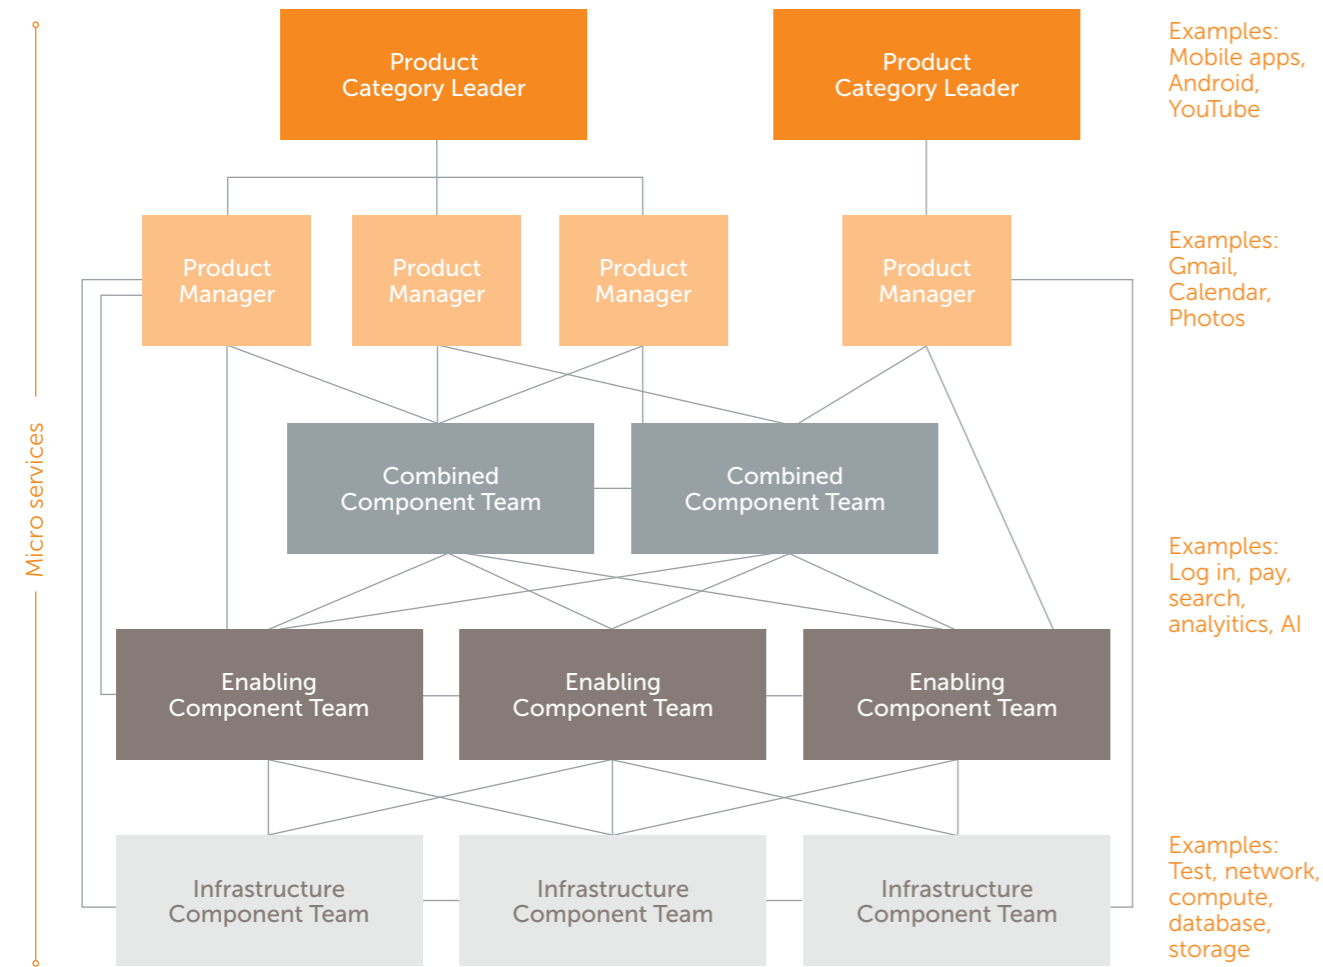 Product
Category Leader
Product
Category Leader
Examples:
Mobile apps,
Android,
YouTube
Product
Manager
Product
Manager
Product
Manager
Product
Manager
Examples:
Gmail,
Calendar,
Photos
Micro services
Combined
Component Team
Combined
Component Team
Examples:
Log in, pay,
search,
analyitics, AI
Enabling
Component Team
Enabling
Component Team
Enabling
Component Team
Infrastructure
Component Team
Infrastructure
Component Team
Infrastructure
Component Team
Examples:
Test, network,
compute,
database,
storage